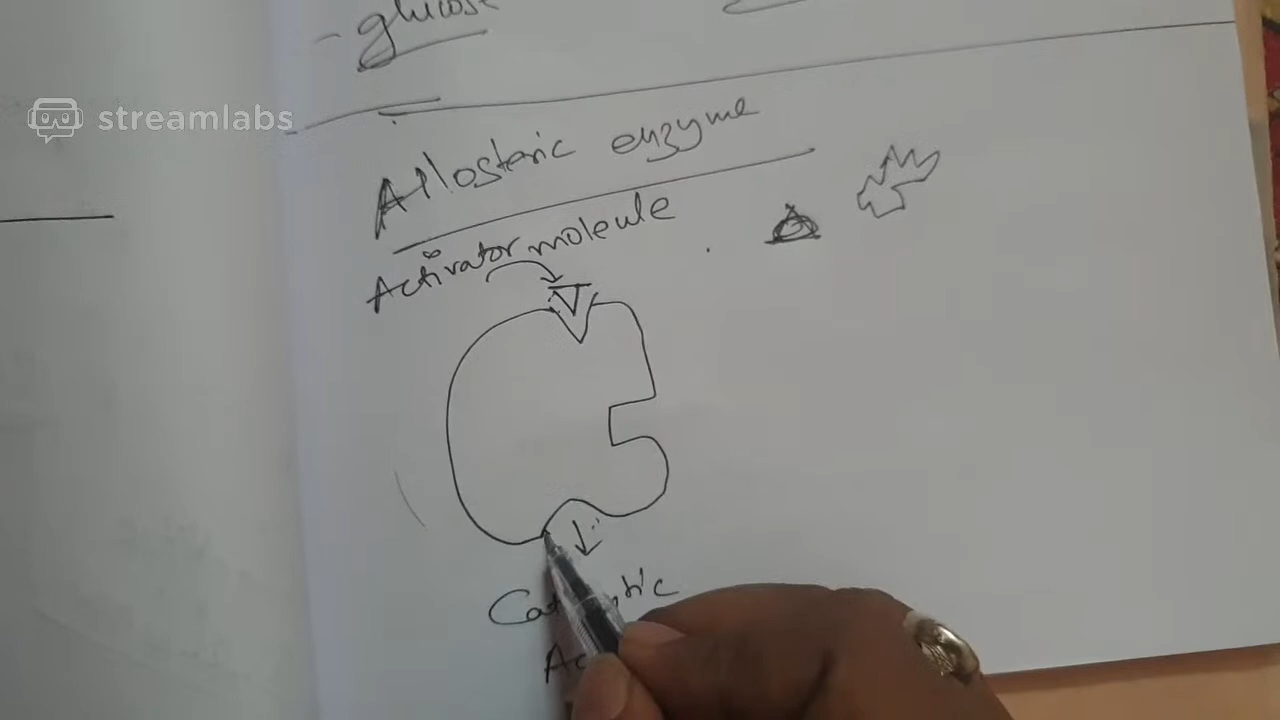 - glucose
streamlabs
Allosteric enzyme
Activator molecule